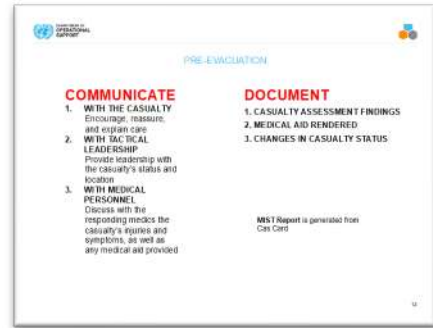 OPERATIONAL
SUPPORT
PRE-EVACUATION
COMMUNICATE
1. WITH THE CASUALTY
Encourage, reassure,
and explain care
2. WITH TACTICAL
LEADERSHIP
Provide leadership with
the casualty's status and
location
3. WITH MEDICAL
PERSONNEL
Discuss with the
responding medics the
casualty's injuries and
symptoms, as well as
any medical aid provided
DOCUMENT
1. CASUALTY ASSESSMENT FINDINGS
2. MEDICAL AID RENDERED
3. CHANGES IN CASUALTY STATUS
MIST Report is generated from
Cas Card